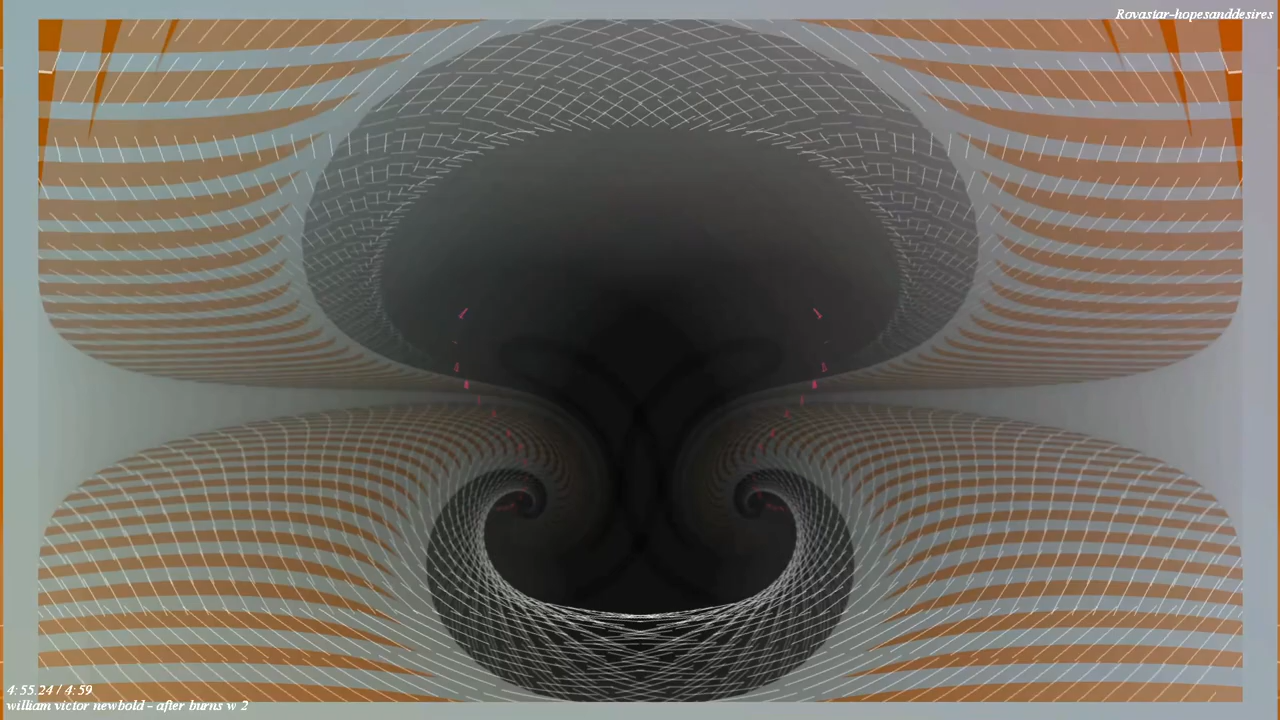 Rovastar-hopesanddesires
4:55.24 / 4:59
william victor newbold - after burns w 2